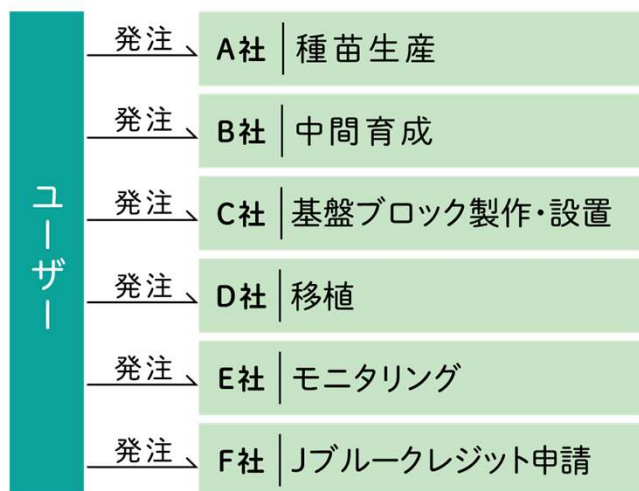 ユーザー
発注
A社 | 種苗生産
発注
B社 | 中間育成
発注
C社 | 基盤ブロック製作・設置
発注
D社 | 移植
発注
E社 | モニタリング
発注
F社 | Jブルークレジット申請